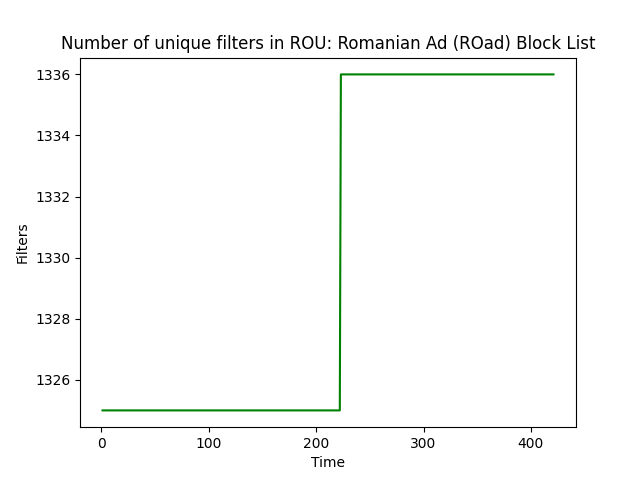 Number of unique filters in ROU: Romanian Ad (ROad) Block List
1336
1334
1332
1330
1328
1326
Filters
0 100 200 300 400
Time